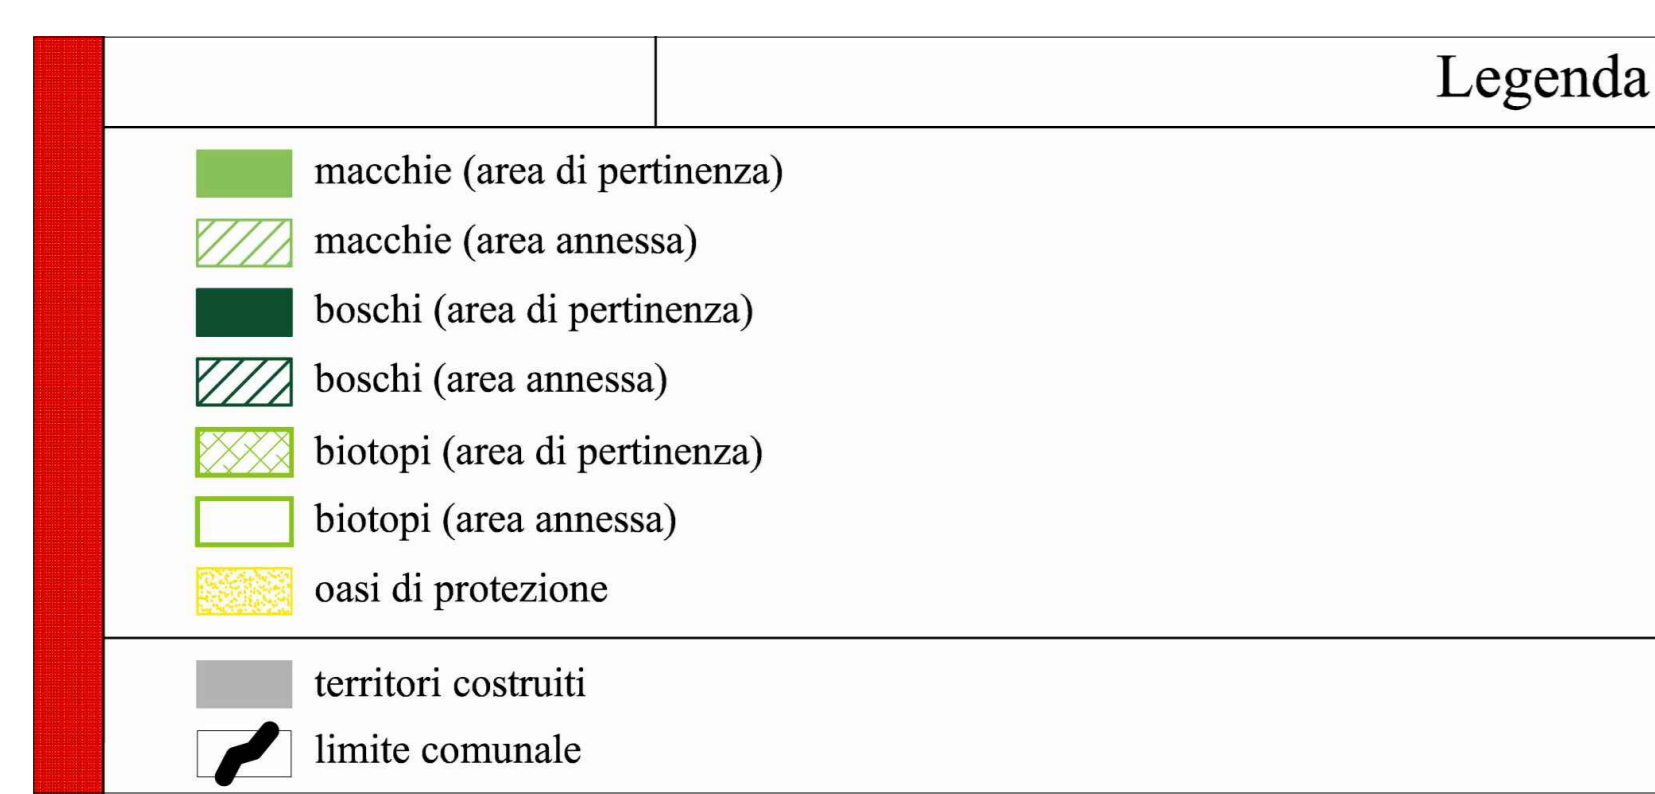 Legenda
macchie (area di pertinenza)
macchie (area annessa)
boschi (area di pertinenza)
boschi (area annessa)
biotopi (area di pertinenza)
biotopi (area annessa)
oasi di protezione
territori costruiti
limite comunale